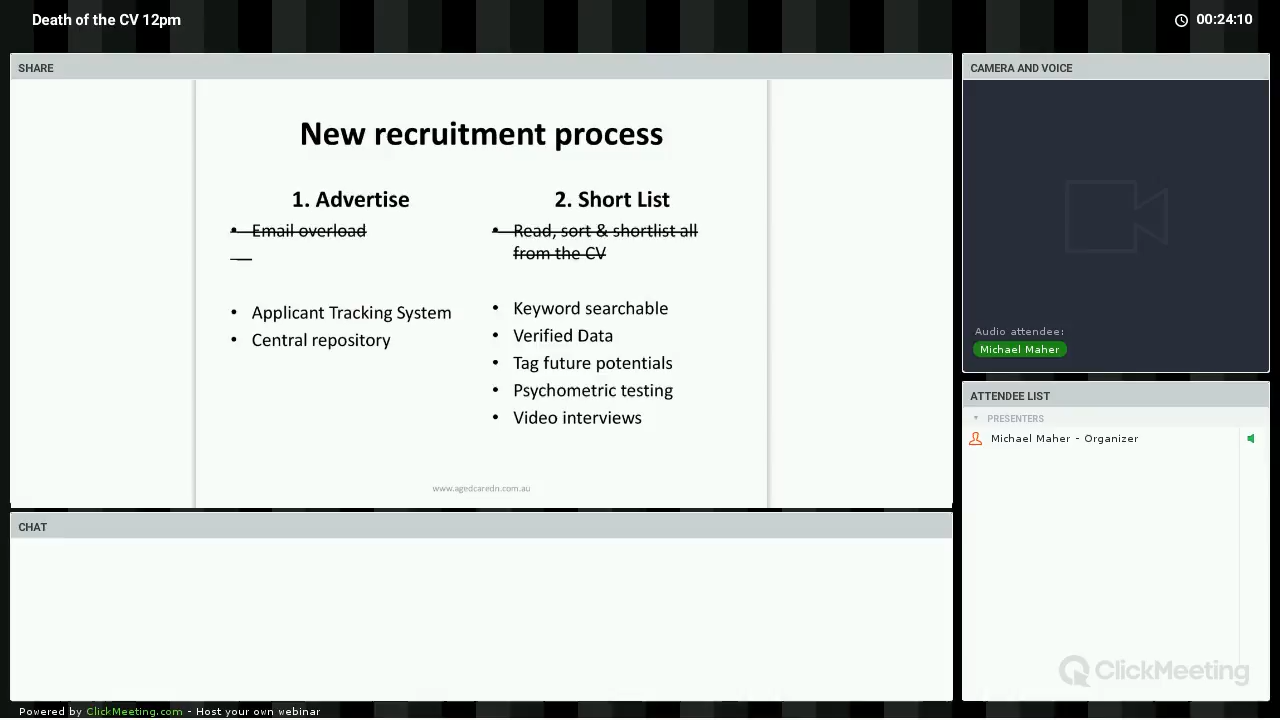 Death of the CV 12pm
00:24:10
SHARE
New recruitment process
1. Advertise
• Email overload
—
• Applicant Tracking System
• Central repository
2. Short List
• Read, sort & shortlist all
from the CV
• Keyword searchable
• Verified Data
• Tag future potentials
• Psychometric testing
• Video interviews
www.agedcaredn.com.au
CAMERA AND VOICE
Audio attendee:
Michael Maher
ATTENDEE LIST
PRESENTERS
Michael Maher - Organizer
CHAT
ClickMeeting
Powered by ClickMeeting.com - Host your own webinar